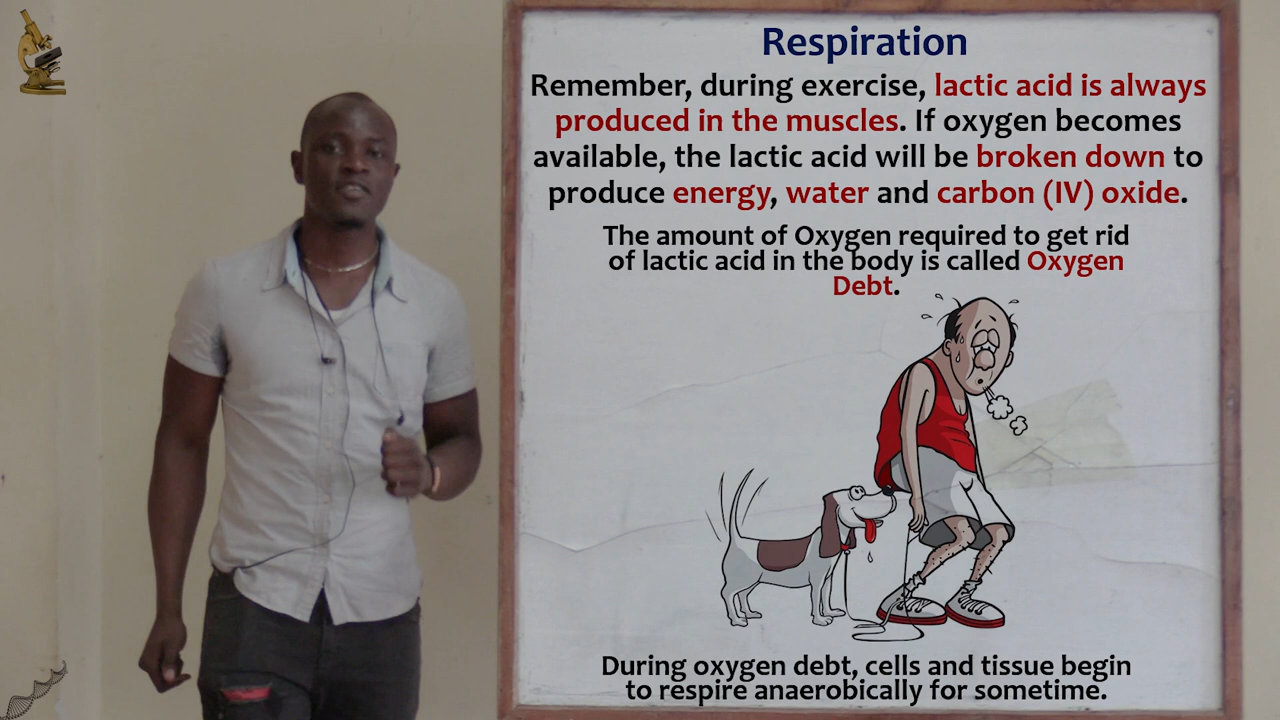 Respiration
Remember, during exercise, lactic acid is always
produced in the muscles. If oxygen becomes
available, the lactic acid will be broken down to
produce energy, water and carbon (IV) oxide.
The amount of Oxygen required to get rid
of lactic acid in the body is called Oxygen
Debt.
During oxygen debt, cells and tissue begin
to respire anaerobically for sometime.